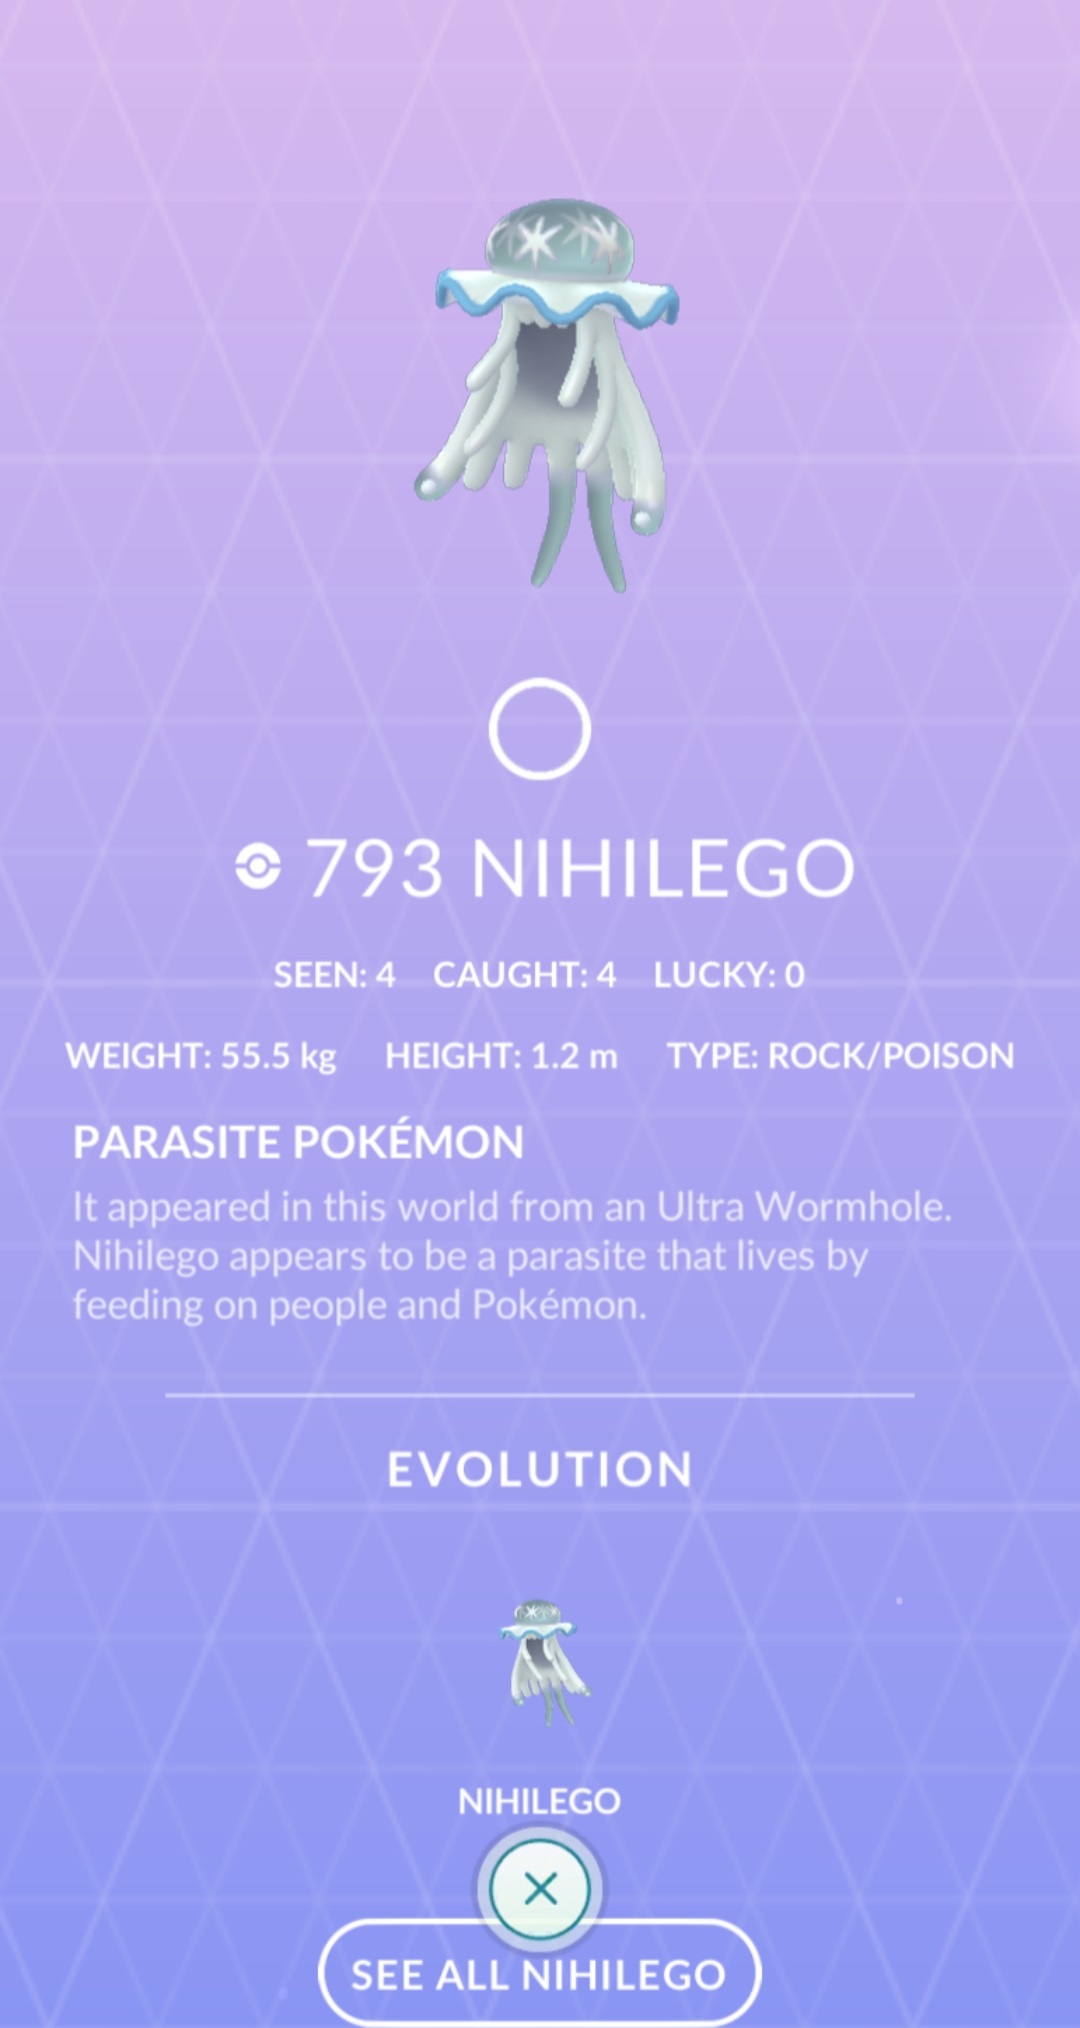 793 NIHILEGO
SEEN: 4 CAUGHT: 4 LUCKY: 0
WEIGHT: 55.5 kg HEIGHT: 1.2 m TYPE: ROCK/POISON
PARASITE POKÉMON
It appeared in this world from an Ultra Wormhole.
Nihilego appears to be a parasite that lives by
feeding on people and Pokémon.
EVOLUTION
NIHILEGO
SEE ALL NIHILEGO